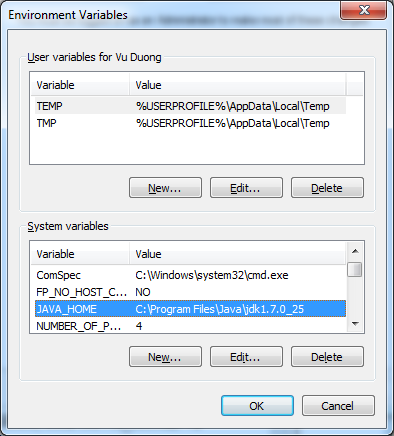 Environment Variables
User variables for Vu Duong
Variable Value
TEMP %USERPROFILE%\AppData\Local\Temp
TMP %USERPROFILE%\AppData\Local\Temp
New... Edit... Delete
System variables
Variable Value
ComSpec C:\Windows\system32\cmd.exe
FP_NO_HOST_C... NO
JAVA_HOME C:\Program Files\Java\jdk1.7.0_25
NUMBER_OF_P... 4
New... Edit... Delete
OK Cancel